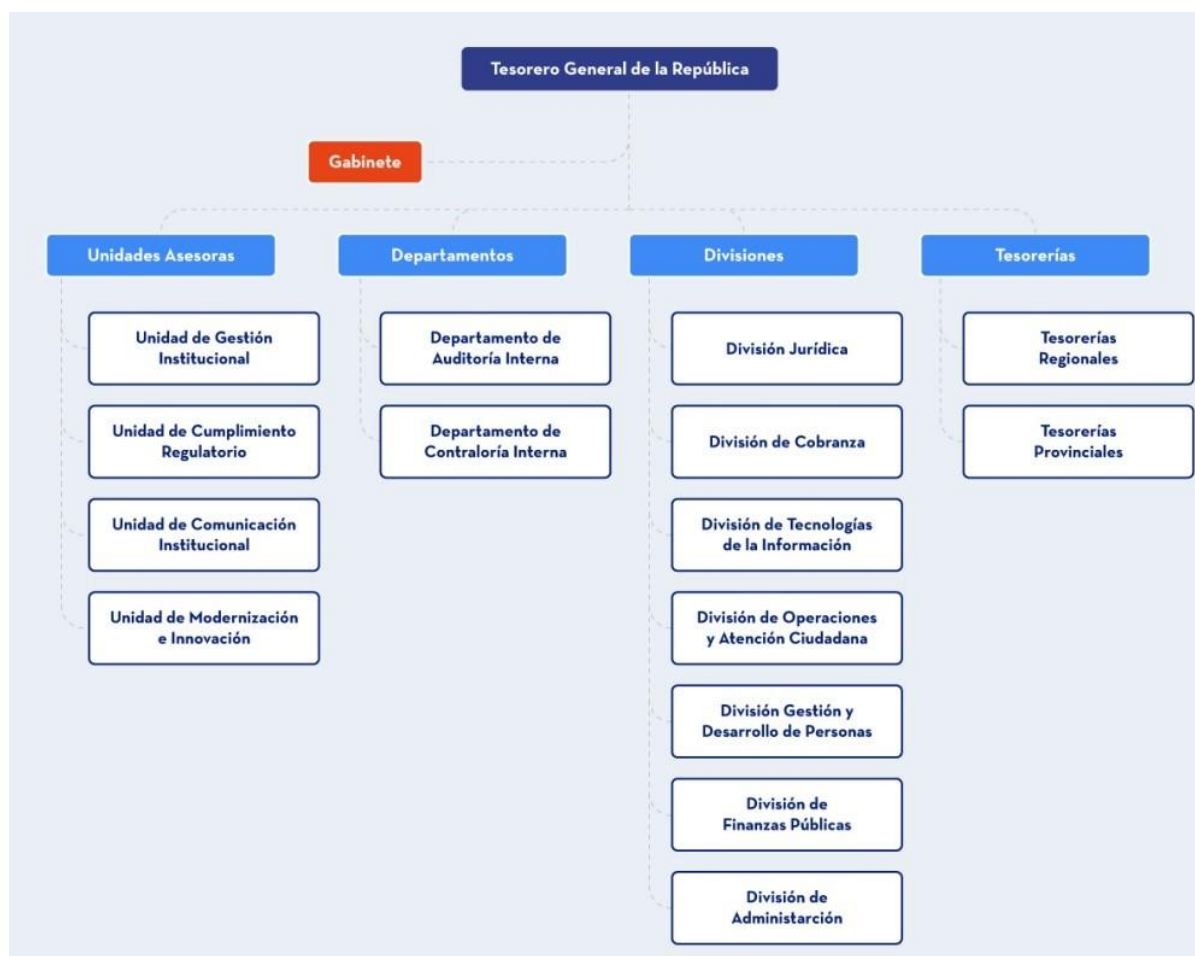 Tesorero General de la República
Gabinete
Unidades Asesoras
Unidad de Gestión
Institucional
Unidad de Cumplimiento
Regulatorio
Unidad de Comunicación
Institucional
Unidad de Modernización
e Innovación
Departamentos
Departamento de
Auditoría Interna
Departamento de
Contraloría Interna
Divisiones
División Jurídica
División de Cobranza
División de Tecnologías
de la Información
División de Operaciones
y Atención Ciudadana
División Gestión y
Desarrollo de Personas
División de
Finanzas Públicas
División de
Administarción
Tesorerías
Tesorerías
Regionales
Tesorerías
Provinciales